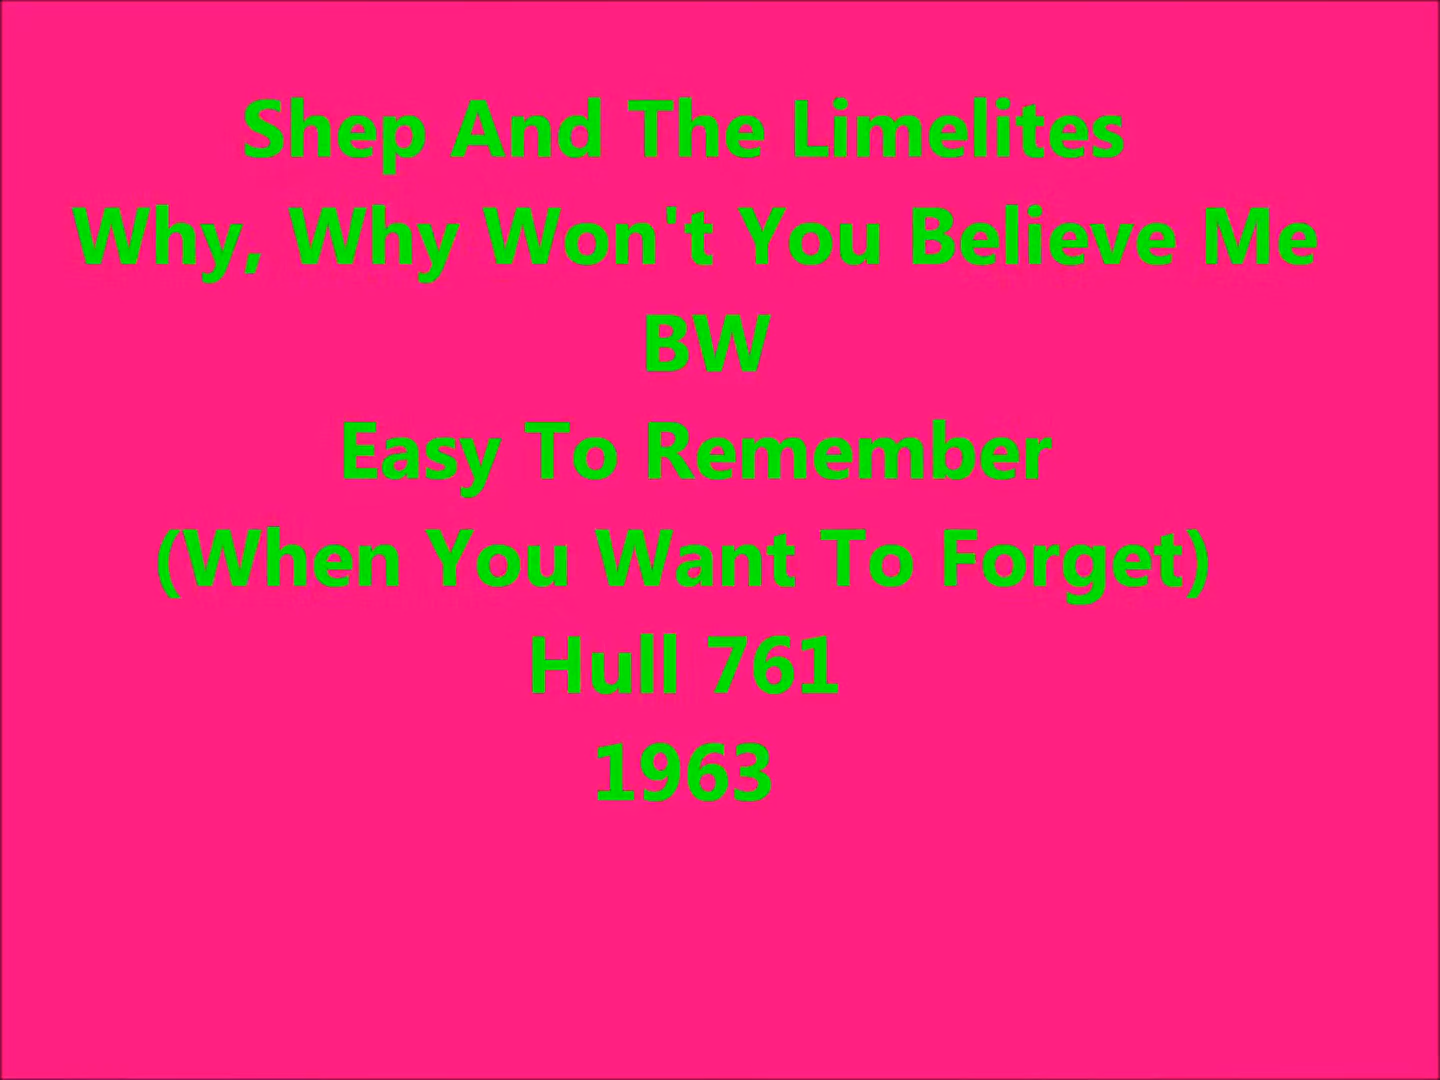 Shep And The Limelites
Why, Why Won't You Believe Me
BW
Easy To Remember
(When You Want To Forget)
Hull 761
1963